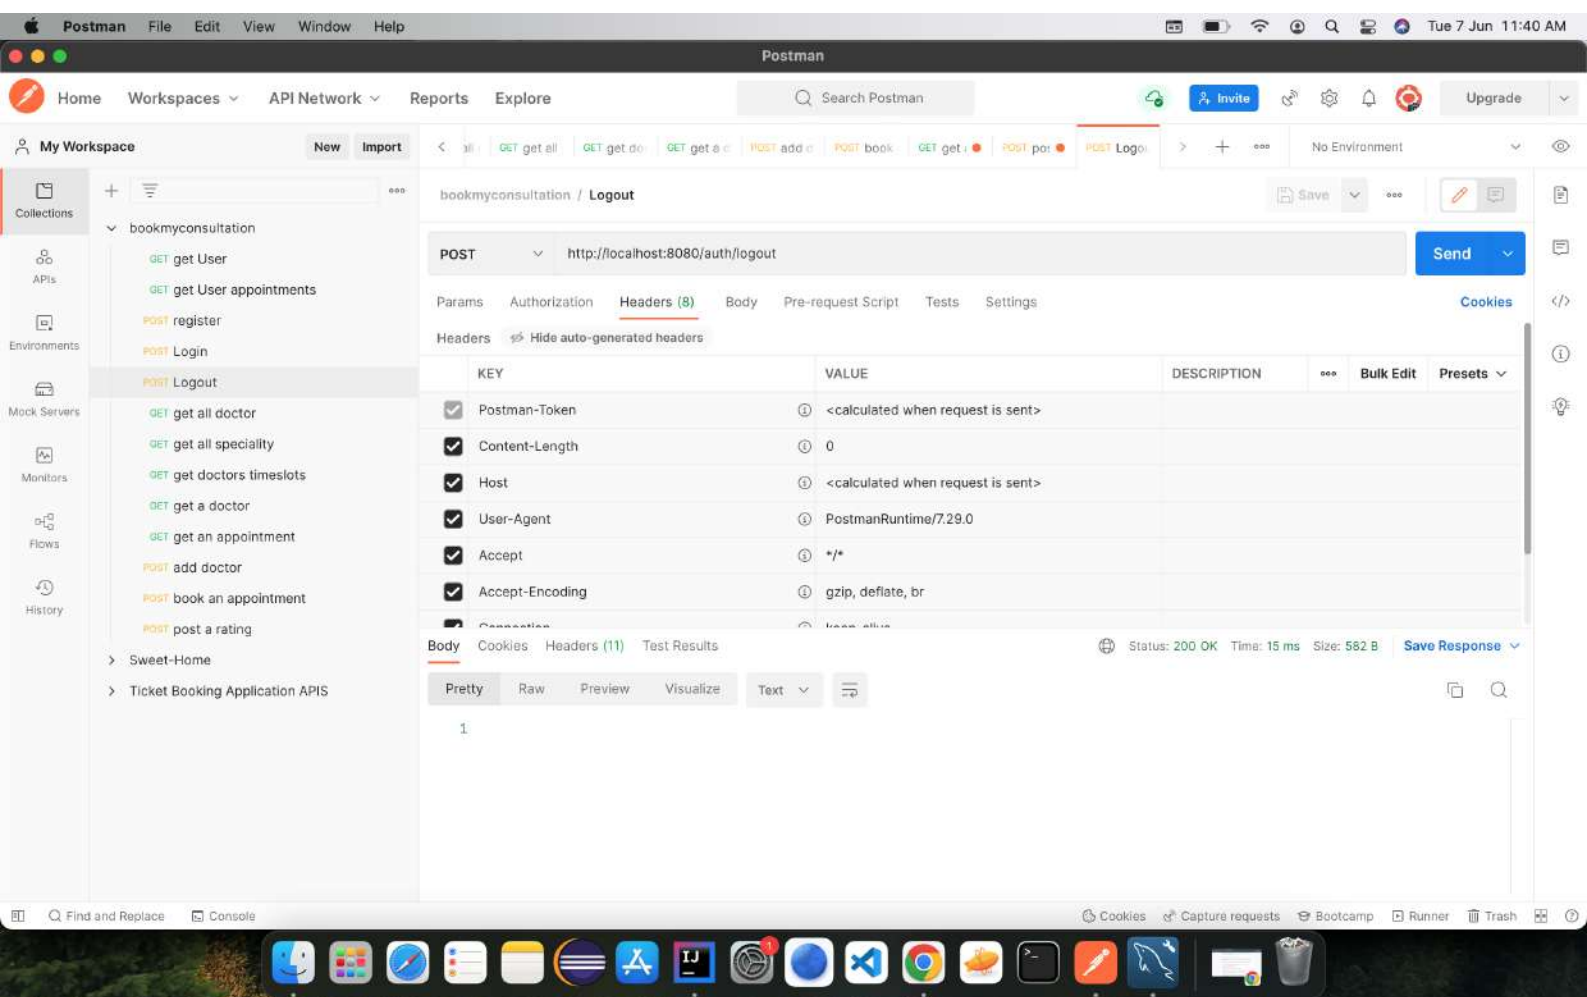 Postman File Edit View Window Help Tue 7 Jun 11:40 AM
Postman
Home Workspaces API Network Reports Explore Search Postman Invite Upgrade
My Workspace New Import GET get all GET get do GET get a d POST add d POST book GET get POST pos POST Logo No Environment
Collections
bookmyconsultation / Logout Save
bookmyconsultation
GET get User
POST http://localhost:8080/auth/logout Send
APIs
GET get User appointments
Params Authorization Headers (8) Body Pre-request Script Tests Settings Cookies
POST register
Environments
Headers Hide auto-generated headers
POST Login
KEY VALUE DESCRIPTION Bulk Edit Presets
POST Logout
Mock Servers
Postman-Token <calculated when request is sent>
GET get all doctor
Content-Length 0
GET get all speciality
Monitors
Host <calculated when request is sent>
GET get doctors timeslots
GET get a doctor
User-Agent PostmanRuntime/7.29.0
GET get an appointment
Flows
Accept */*
POST add doctor
Accept-Encoding gzip, deflate, br
POST book an appointment
History
Connection keep-alive
POST post a rating
Body Cookies Headers (11) Test Results Status: 200 OK Time: 15 ms Size: 582 B Save Response
Sweet-Home
Pretty Raw Preview Visualize Text
Ticket Booking Application APIS
1
Find and Replace Console Cookies Capture requests Bootcamp Runner Trash
IJ 1